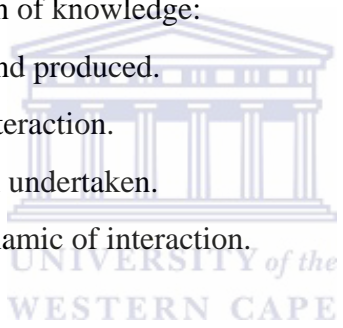 n of knowledge:
nd produced.
teraction.
undertaken.
namic of interaction.
UNIVERSITY of the
WESTERN CAPE